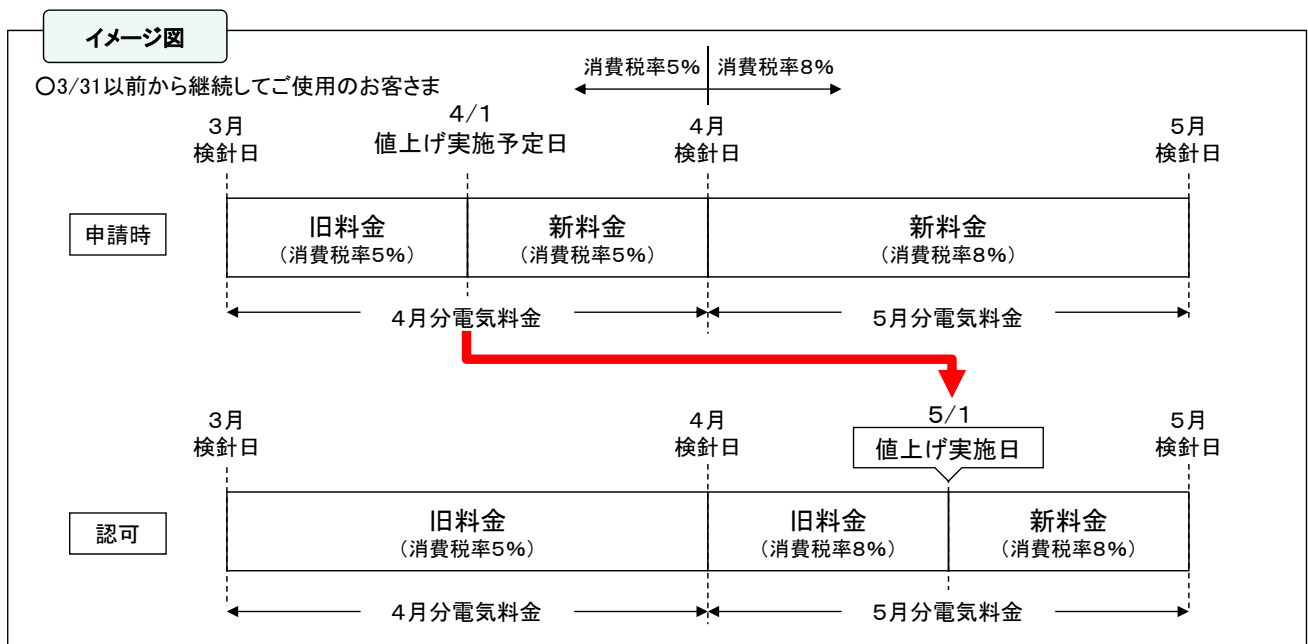 イメージ図
〇3/31以前から継続してご使用のお客さま
消費税率5%
消費税率8%
3月
検針日
4/1
値上げ実施予定日
4月
検針日
5月
検針日
申請時
旧料金
（消費税率5%）
新料金
（消費税率5%）
新料金
（消費税率8%）
4月分電気料金
5月分電気料金
3月
検針日
4月
検針日
5/1
値上げ実施日
5月
検針日
認可
旧料金
（消費税率5%）
旧料金
（消費税率8%）
新料金
（消費税率8%）
4月分電気料金
5月分電気料金